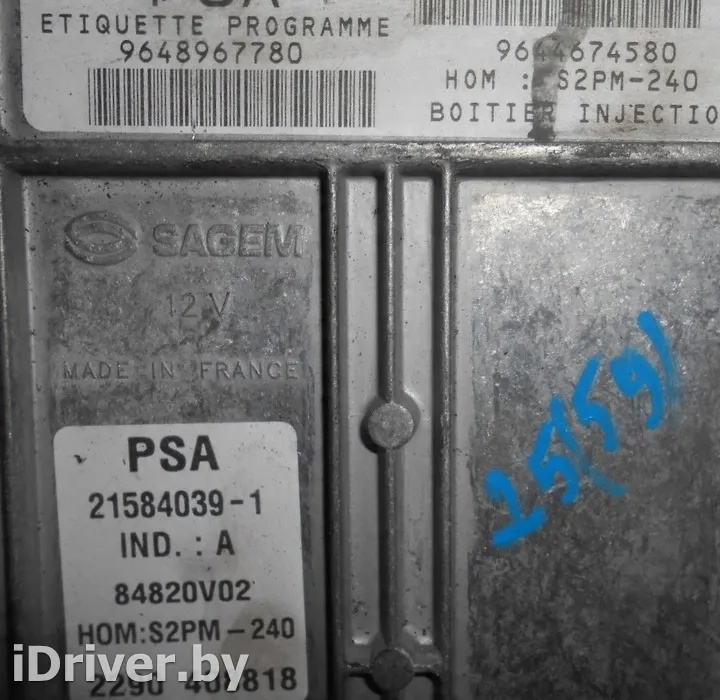 PSA
ETIQUETTE PROGRAMME
9648967780
9644674580
HOM : S2PM-240
BOITIER INJECTIO
SAGEM
12 V
MADE IN FRANCE
PSA
21584039-1
IND. : A
84820V02
HOM:S2PM-240
iDriver.by